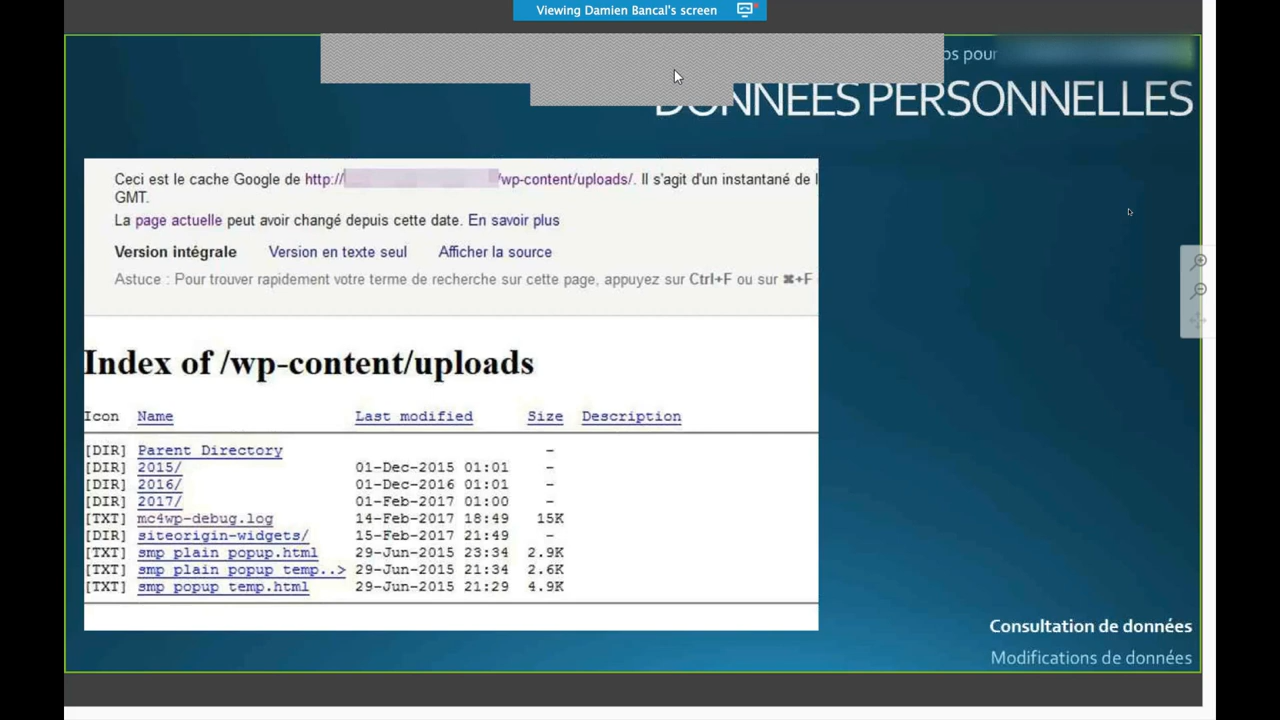 Viewing Damien Bancal's screen
pour
DONNEES PERSONNELLES
Ceci est le cache Google de http:// /wp-content/uploads/. Il s'agit d'un instantané de l
GMT.
La page actuelle peut avoir changé depuis cette date. En savoir plus
Version intégrale Version en texte seul Afficher la source
Astuce : Pour trouver rapidement votre terme de recherche sur cette page, appuyez sur Ctrl+F ou sur ⌘+F
Index of /wp-content/uploads
Icon Name Last modified Size Description
[DIR] Parent Directory -
[DIR] 2015/ 01-Dec-2015 01:01 -
[DIR] 2016/ 01-Dec-2016 01:01 -
[DIR] 2017/ 01-Feb-2017 01:00 -
[TXT] mc4wp-debug.log 14-Feb-2017 18:49 15K
[DIR] siteorigin-widgets/ 15-Feb-2017 21:49 -
[TXT] smp plain popup.html 29-Jun-2015 23:34 2.9K
[TXT] smp plain popup temp..> 29-Jun-2015 21:34 2.6K
[TXT] smp popup temp.html 29-Jun-2015 21:29 4.9K
Consultation de données
Modifications de données